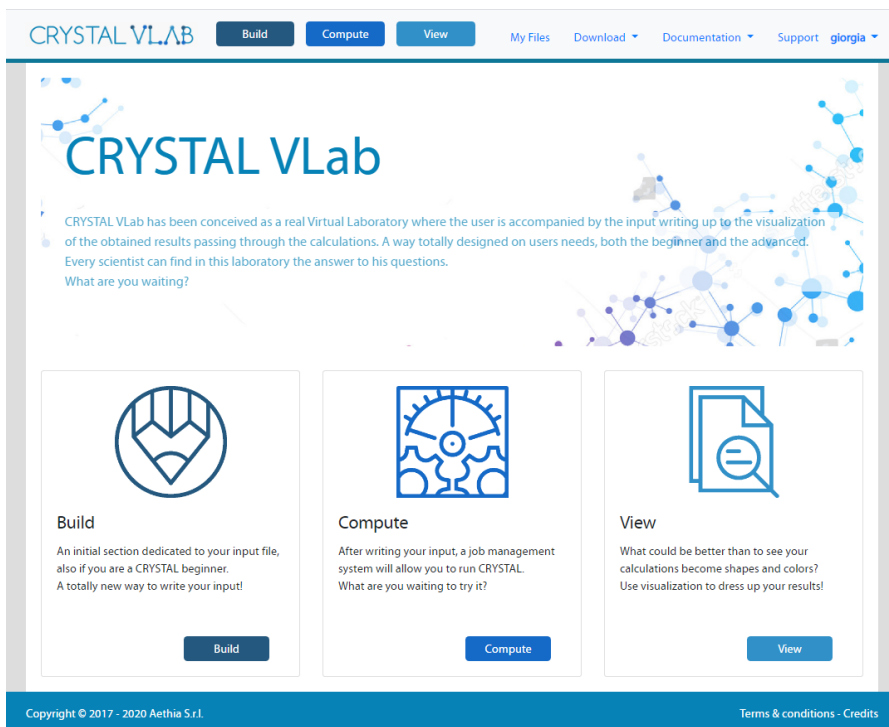 CRYSTAL VLAB Build Compute View My Files Download Documentation Support giorgia
CRYSTAL VLab
CRYSTAL VLab has been conceived as a real Virtual Laboratory where the user is accompanied by the input writing up to the visualization
of the obtained results passing through the calculations. A way totally designed on users needs, both the beginner and the advanced.
Every scientist can find in this laboratory the answer to his questions.
What are you waiting?
Build
An initial section dedicated to your input file,
also if you are a CRYSTAL beginner.
A totally new way to write your input!
Build
Compute
After writing your input, a job management
system will allow you to run CRYSTAL.
What are you waiting to try it?
Compute
View
What could be better than to see your
calculations become shapes and colors?
Use visualization to dress up your results!
View
Copyright © 2017 - 2020 Aethia S.r.l. Terms & conditions - Credits